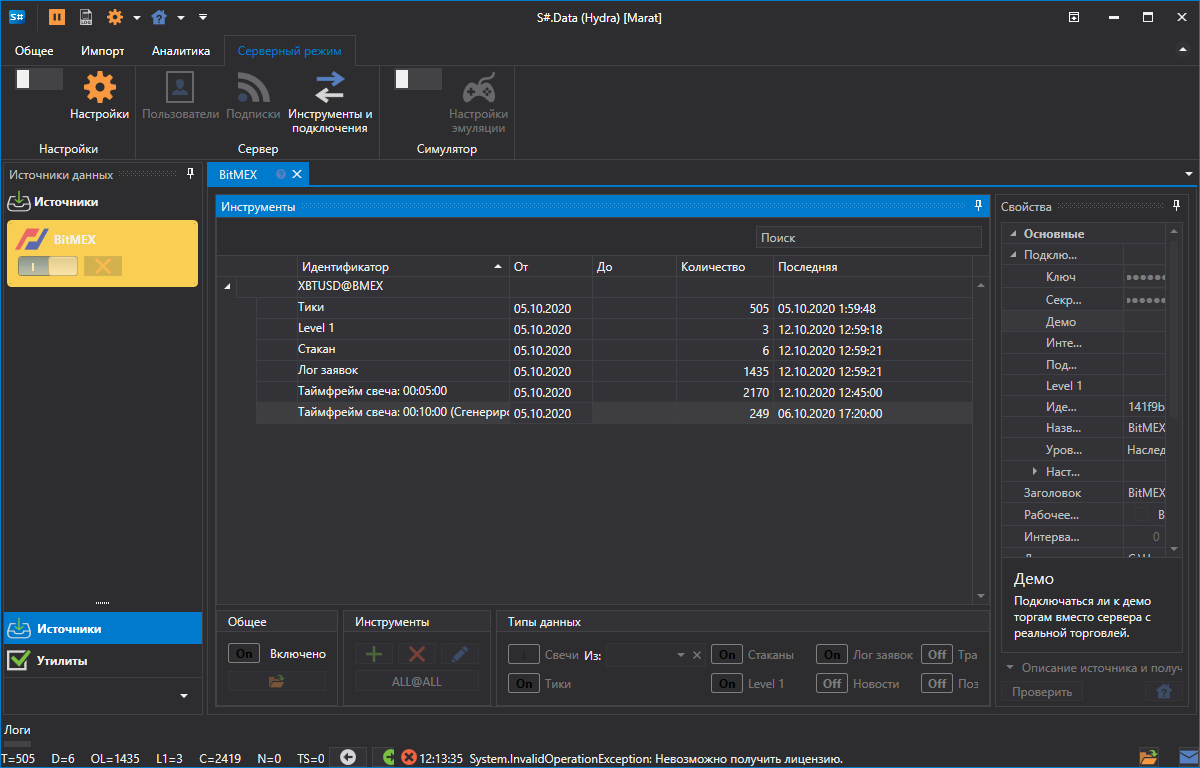 S#
LOG
S#.Data (Hydra) [Marat]
Общее Импорт Аналитика Серверный режим
Настройки Пользователи Подписки Инструменты и подключения Настройки эмуляции
Настройки Сервер Симулятор
Источники данных
Источники
BitMEX
I
Источники
Утилиты
BitMEX
Инструменты
Поиск
Идентификатор От До Количество Последняя
XBTUSD@BMEX
Тики 05.10.2020 505 05.10.2020 1:59:48
Level 1 05.10.2020 3 12.10.2020 12:59:18
Стакан 05.10.2020 6 12.10.2020 12:59:21
Лог заявок 05.10.2020 1435 12.10.2020 12:59:21
Таймфрейм свеча: 00:05:00 05.10.2020 2170 12.10.2020 12:45:00
Таймфрейм свеча: 00:10:00 (Сгенериро 05.10.2020 249 06.10.2020 17:20:00
Общее
On Включено
Инструменты
ALL@ALL
Типы данных
Свечи Из: On Стаканы On Лог заявок Off Тра
On Тики On Level 1 Off Новости Off Поз
Свойства
Основные
Подклю...
Ключ ●●●●●●
Секр... ●●●●●●
Демо
Инте...
Под...
Level 1
Иде... 141f9b
Назв... BitMEX
Уров... Наслед
Наст...
Заголовок BitMEX
Рабочее... В
Интерва... 0
Демо
Подключаться ли к демо
торгам вместо сервера с
реальной торговлей.
Описание источника и получ
Проверить
Логи
T=505 D=6 OL=1435 L1=3 C=2419 N=0 TS=0 12:13:35 System.InvalidOperationException: Невозможно получить лицензию.